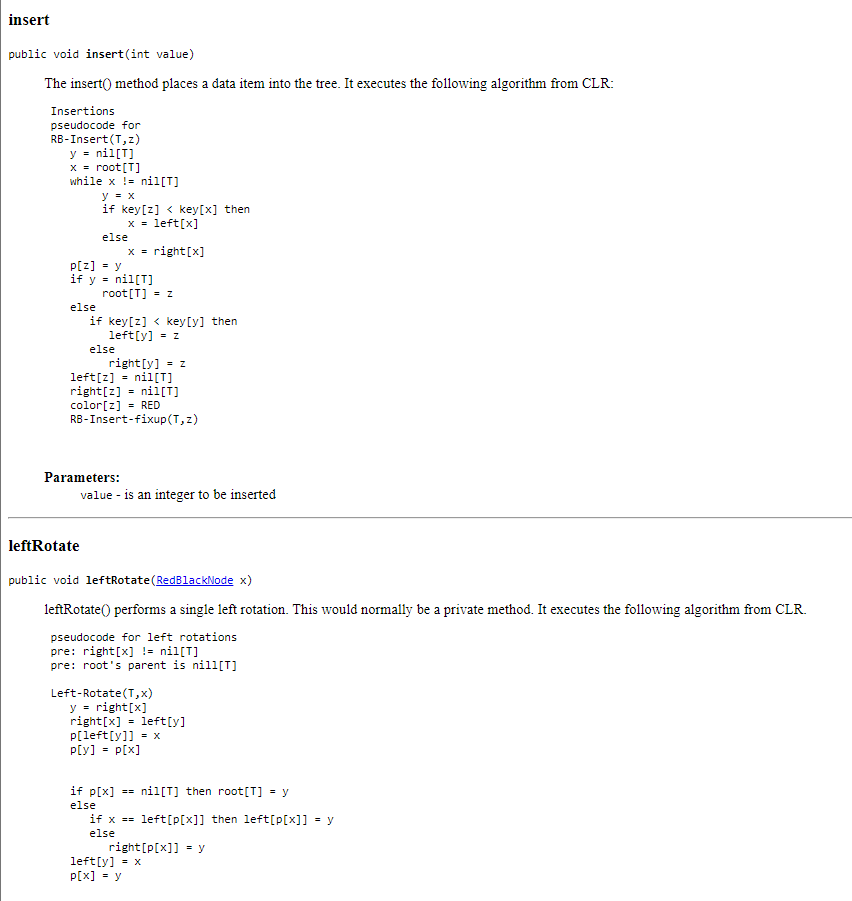 insert
public void insert(int value)
The insert() method places a data item into the tree. It executes the following algorithm from CLR:
Insertions
pseudocode for
RB-Insert(T,z)
y = nil[T]
x = root[T]
while x != nil[T]
y = x
if key[z] < key[x] then
x = left[x]
else
x = right[x]
p[z] = y
if y = nil[T]
root[T] = z
else
if key[z] < key[y] then
left[y] = z
else
right[y] = z
left[z] = nil[T]
right[z] = nil[T]
color[z] = RED
RB-Insert-fixup(T,z)
Parameters:
value - is an integer to be inserted
leftRotate
public void leftRotate(RedBlackNode x)
leftRotate() performs a single left rotation. This would normally be a private method. It executes the following algorithm from CLR.
pseudocode for left rotations
pre: right[x] != nil[T]
pre: root's parent is nill[T]
Left-Rotate(T,x)
y = right[x]
right[x] = left[y]
p[left[y]] = x
p[y] = p[x]
if p[x] == nil[T] then root[T] = y
else
if x == left[p[x]] then left[p[x]] = y
else
right[p[x]] = y
left[y] = x
p[x] = y